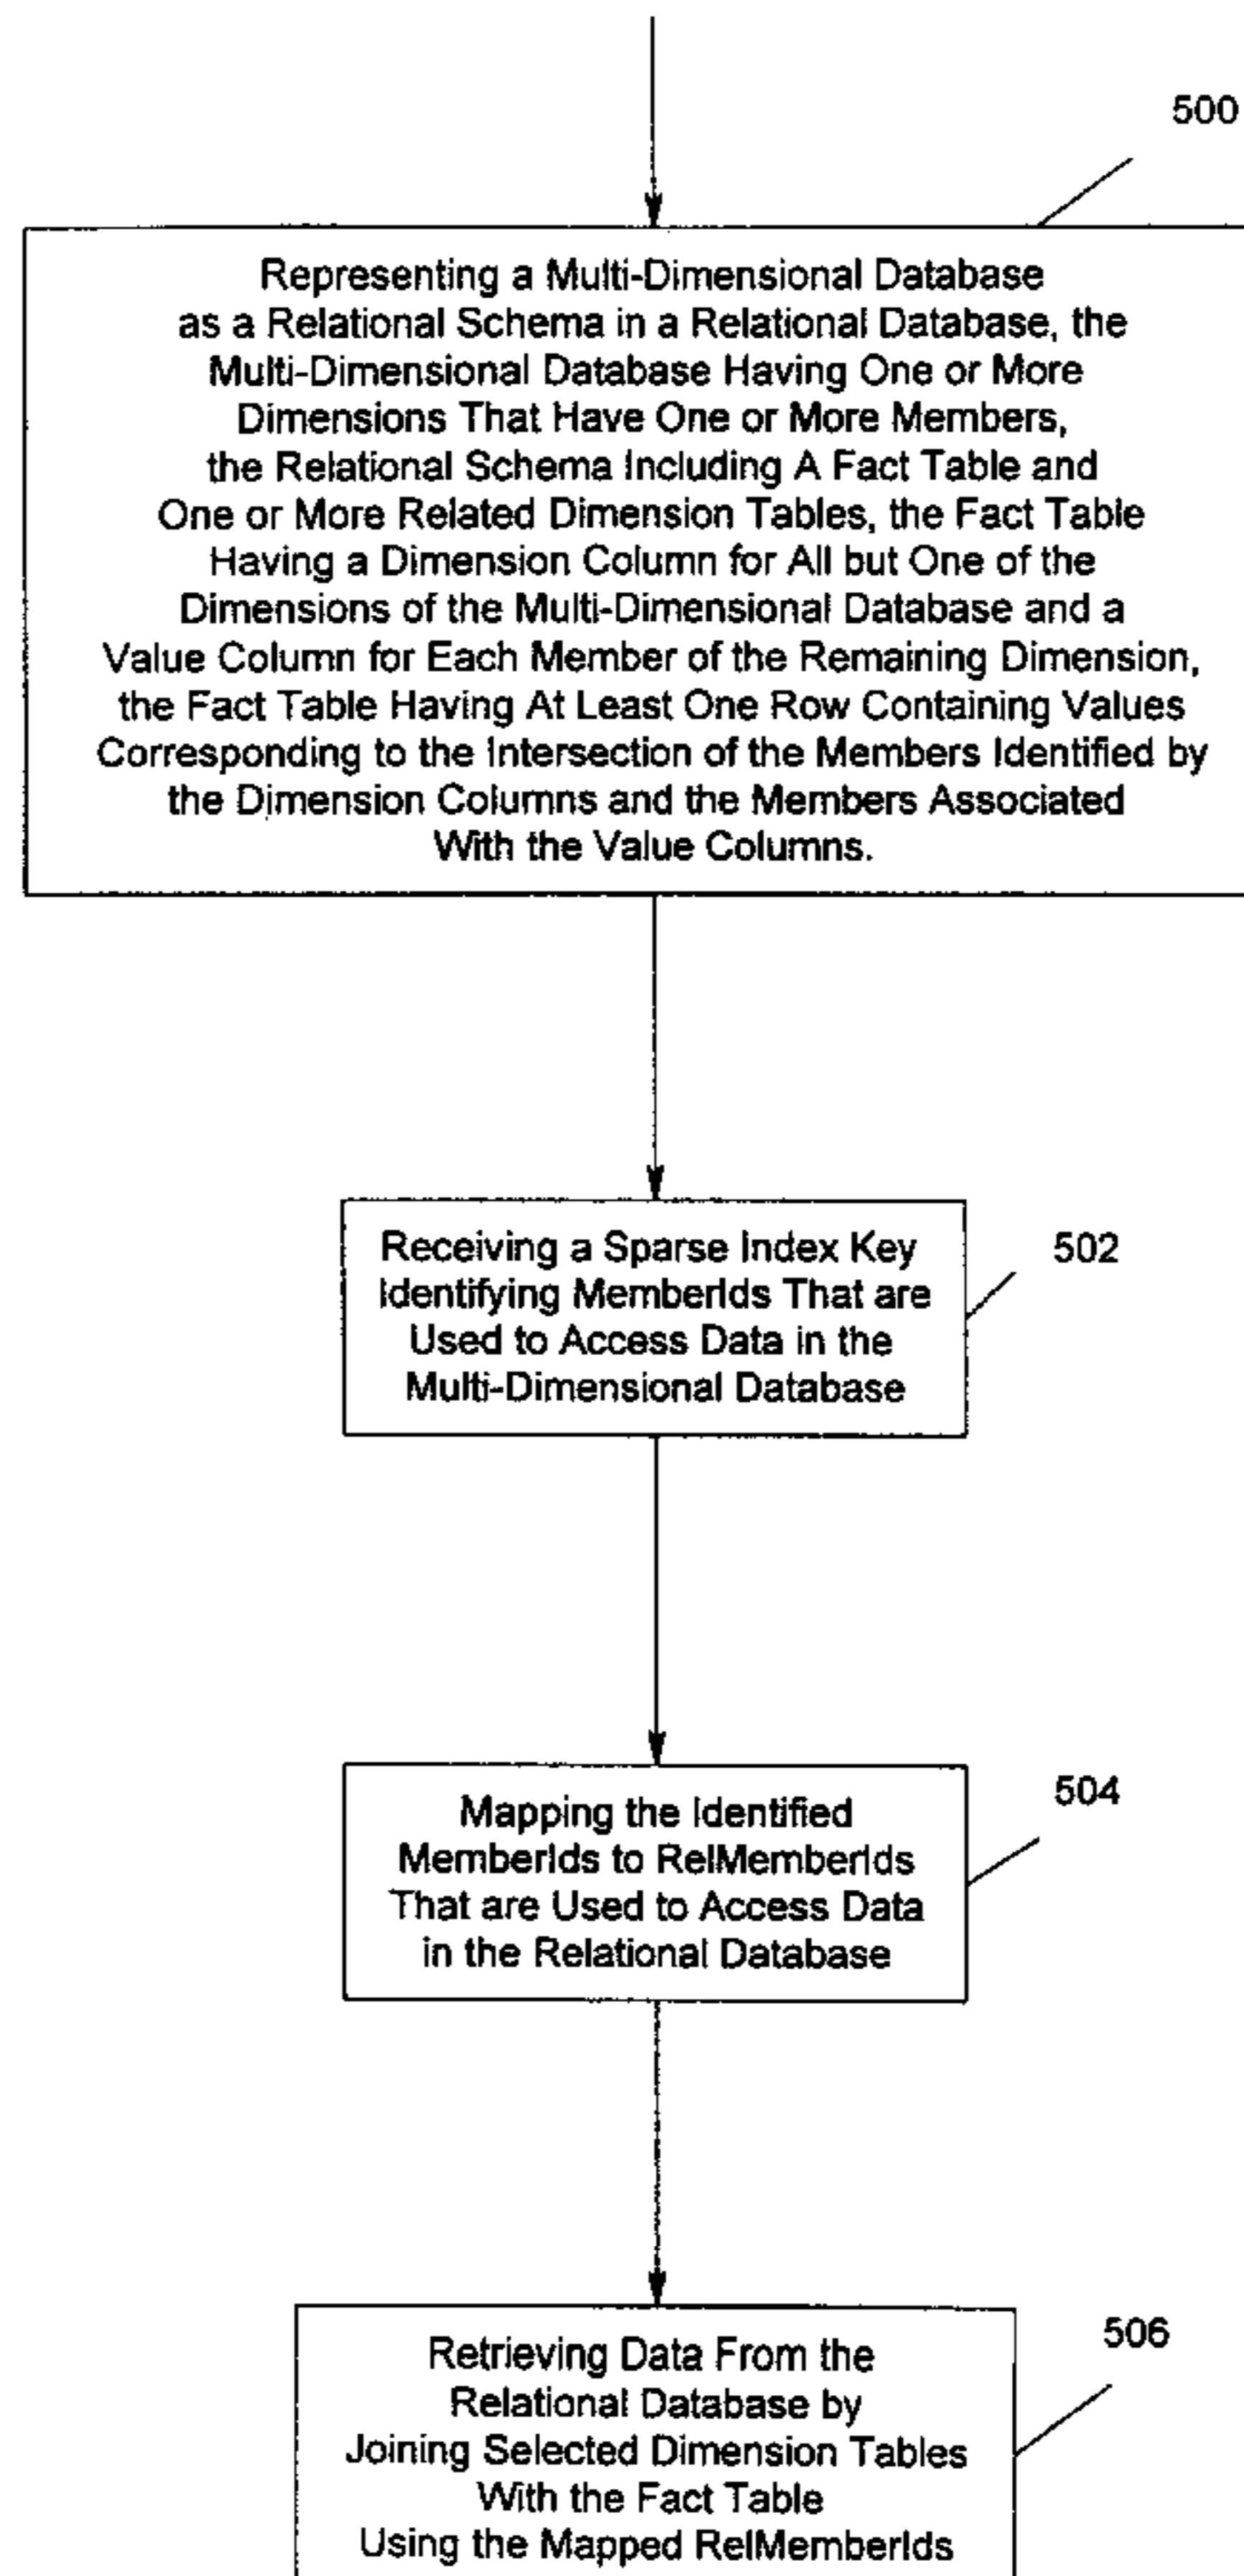 500
Representing a Multi-Dimensional Database
as a Relational Schema in a Relational Database, the
Multi-Dimensional Database Having One or More
Dimensions That Have One or More Members,
the Relational Schema Including A Fact Table and
One or More Related Dimension Tables, the Fact Table
Having a Dimension Column for All but One of the
Dimensions of the Multi-Dimensional Database and a
Value Column for Each Member of the Remaining Dimension,
the Fact Table Having At Least One Row Containing Values
Corresponding to the Intersection of the Members Identified by
the Dimension Columns and the Members Associated
With the Value Columns.
502
Receiving a Sparse Index Key
Identifying MemberIds That are
Used to Access Data in the
Multi-Dimensional Database
504
Mapping the Identified
MemberIds to RelMemberIds
That are Used to Access Data
in the Relational Database
506
Retrieving Data From the
Relational Database by
Joining Selected Dimension Tables
With the Fact Table
Using the Mapped RelMemberIds